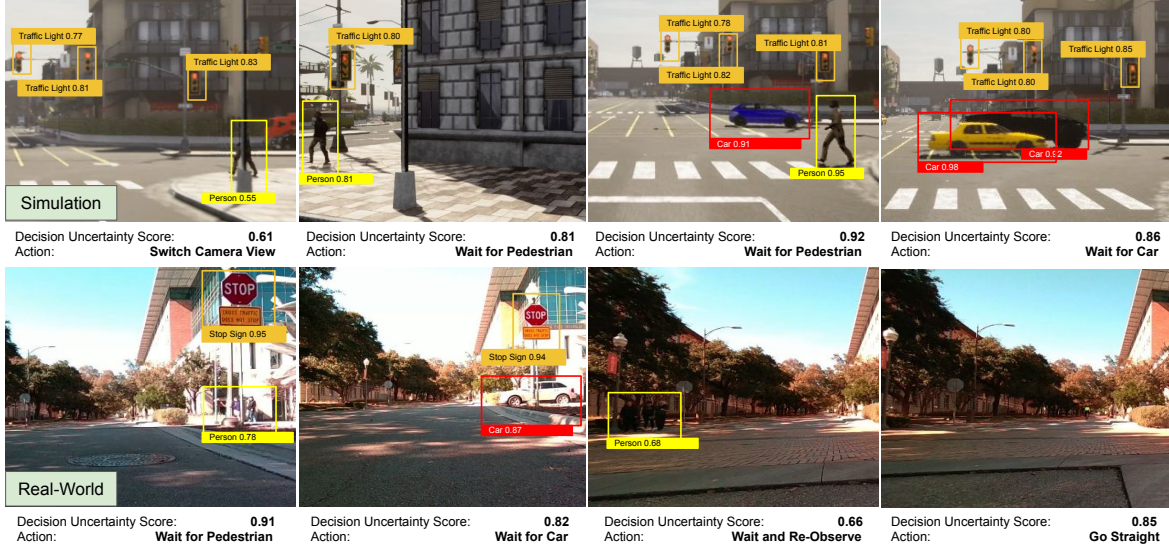 Traffic Light 0.77
Traffic Light 0.83
Traffic Light 0.81
Person 0.55
Simulation
Decision Uncertainty Score: 0.61
Action: Switch Camera View
Traffic Light 0.80
Person 0.81
Decision Uncertainty Score: 0.81
Action: Wait for Pedestrian
Traffic Light 0.78
Traffic Light 0.81
Traffic Light 0.82
Car 0.91
Person 0.95
Decision Uncertainty Score: 0.92
Action: Wait for Pedestrian
Traffic Light 0.80
Traffic Light 0.85
Traffic Light 0.80
Car 0.92
Car 0.98
Decision Uncertainty Score: 0.86
Action: Wait for Car
STOP
CROSS TRAFFIC
DOES NOT STOP
Stop Sign 0.95
Person 0.78
Real-World
Decision Uncertainty Score: 0.91
Action: Wait for Pedestrian
STOP
Stop Sign 0.94
Car 0.87
Decision Uncertainty Score: 0.82
Action: Wait for Car
Person 0.68
Decision Uncertainty Score: 0.66
Action: Wait and Re-Observe
Decision Uncertainty Score: 0.85
Action: Go Straight